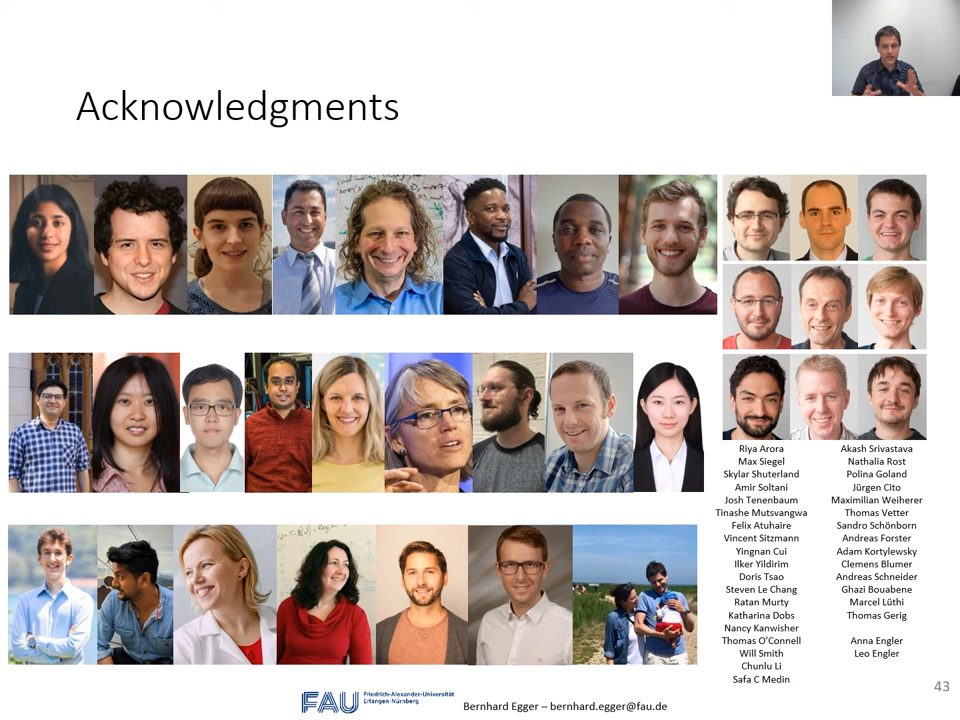 Acknowledgments
Riya Arora
Max Siegel
Skylar Shuterland
Amir Soltani
Josh Tenenbaum
Tinashe Mutsvangwa
Felix Atuhaire
Vincent Sitzmann
Yingnan Cui
Ilker Yildirim
Doris Tsao
Steven Le Chang
Ratan Murty
Katharina Dobs
Nancy Kanwisher
Thomas O'Connell
Will Smith
Chunlu Li
Safa C Medin
Akash Srivastava
Nathalia Rost
Polina Goland
Jürgen Cito
Maximilian Weiherer
Thomas Vetter
Sandro Schönborn
Andreas Forster
Adam Kortylewsky
Clemens Blumer
Andreas Schneider
Ghazi Bouabene
Marcel Lüthi
Thomas Gerig
Anna Engler
Leo Engler
FAU Friedrich-Alexander-Universität
Erlangen-Nürnberg
Bernhard Egger – bernhard.egger@fau.de
43